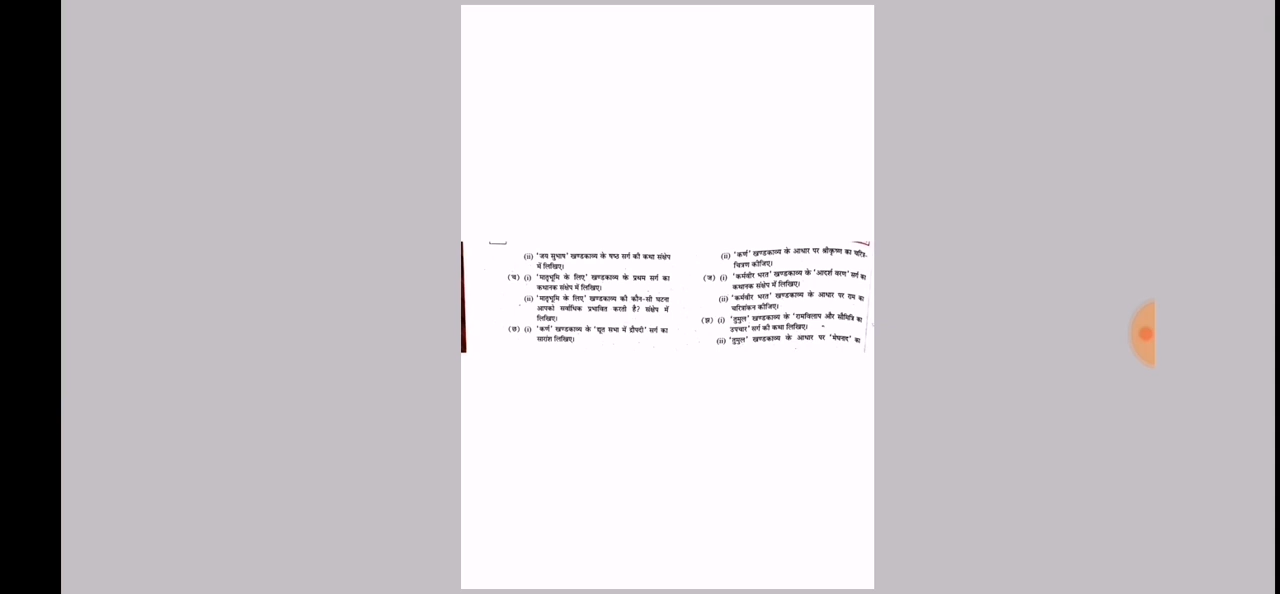 (ii) 'जय सुभाष' खण्डकाव्य के षष्ठ सर्ग की कथा संक्षेप
में लिखिए।
(च) (i) 'मातृभूमि के लिए' खण्डकाव्य के प्रथम सर्ग का
कथानक संक्षेप में लिखिए।
(ii) 'मातृभूमि के लिए' खण्डकाव्य की कौन-सी घटना
आपको सर्वाधिक प्रभावित करती है? संक्षेप में
लिखिए।
(छ) (i) 'कर्ण' खण्डकाव्य के 'द्यूत सभा में द्रौपदी' सर्ग का
सारांश लिखिए।
(ii) 'कर्ण' खण्डकाव्य के आधार पर श्रीकृष्ण का चरित्र-
चित्रण कीजिए।
(ज) (i) 'कर्मवीर भरत' खण्डकाव्य के 'आदर्श वरण' सर्ग का
कथानक संक्षेप में लिखिए।
(ii) 'कर्मवीर भरत' खण्डकाव्य के आधार पर राम का
चरित्रांकन कीजिए।
(झ) (i) 'तुमुल' खण्डकाव्य के 'रामविलाप और सौमित्रि का
उपचार' सर्ग की कथा लिखिए।
(ii) 'तुमुल' खण्डकाव्य के आधार पर 'मेघनाद' का